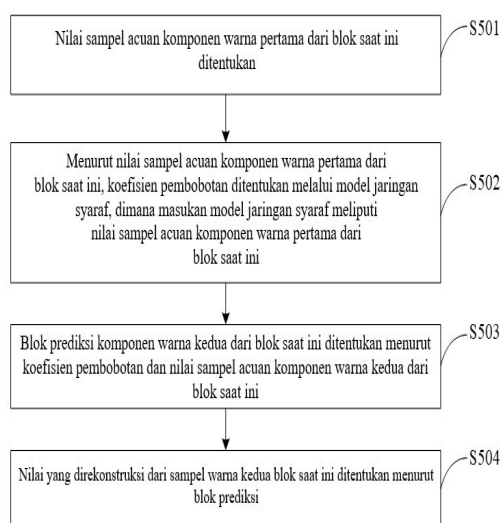 Nilai sampel acuan komponen warna pertama dari blok saat ini
ditentukan
S501
Menurut nilai sampel acuan komponen warna pertama dari
blok saat ini, koefisien pembobotan ditentukan melalui model jaringan
syaraf, dimana masukan model jaringan syaraf meliputi
nilai sampel acuan komponen warna pertama dari
blok saat ini
S502
Blok prediksi komponen warna kedua dari blok saat ini ditentukan menurut
koefisien pembobotan dan nilai sampel acuan komponen warna kedua dari
blok saat ini
S503
Nilai yang direkonstruksi dari sampel warna kedua blok saat ini ditentukan menurut
blok prediksi
S504